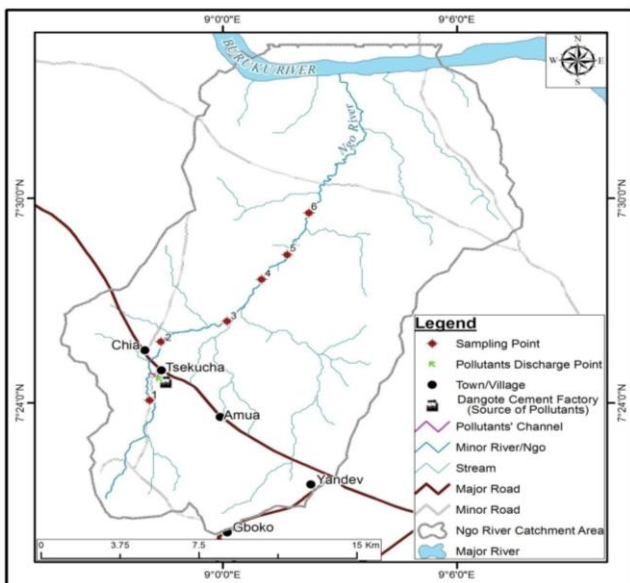 9°0'0"E
9°6'0"E
N
W
E
S
BURUKU RIVER
Ngo River
7°30'0"N
7°30'0"N
6
5
4
3
2
Chia
Tsekucha
1
7°24'0"N
7°24'0"N
Amua
Yandev
Gboko
Legend
Sampling Point
Pollutants Discharge Point
Town/Village
Dangote Cement Factory
(Source of Pollutants)
Pollutants' Channel
Minor River/Ngo
Stream
Major Road
Minor Road
Ngo River Catchment Area
Major River
0 3.75 7.5 15 Km
9°0'0"E
9°6'0"E